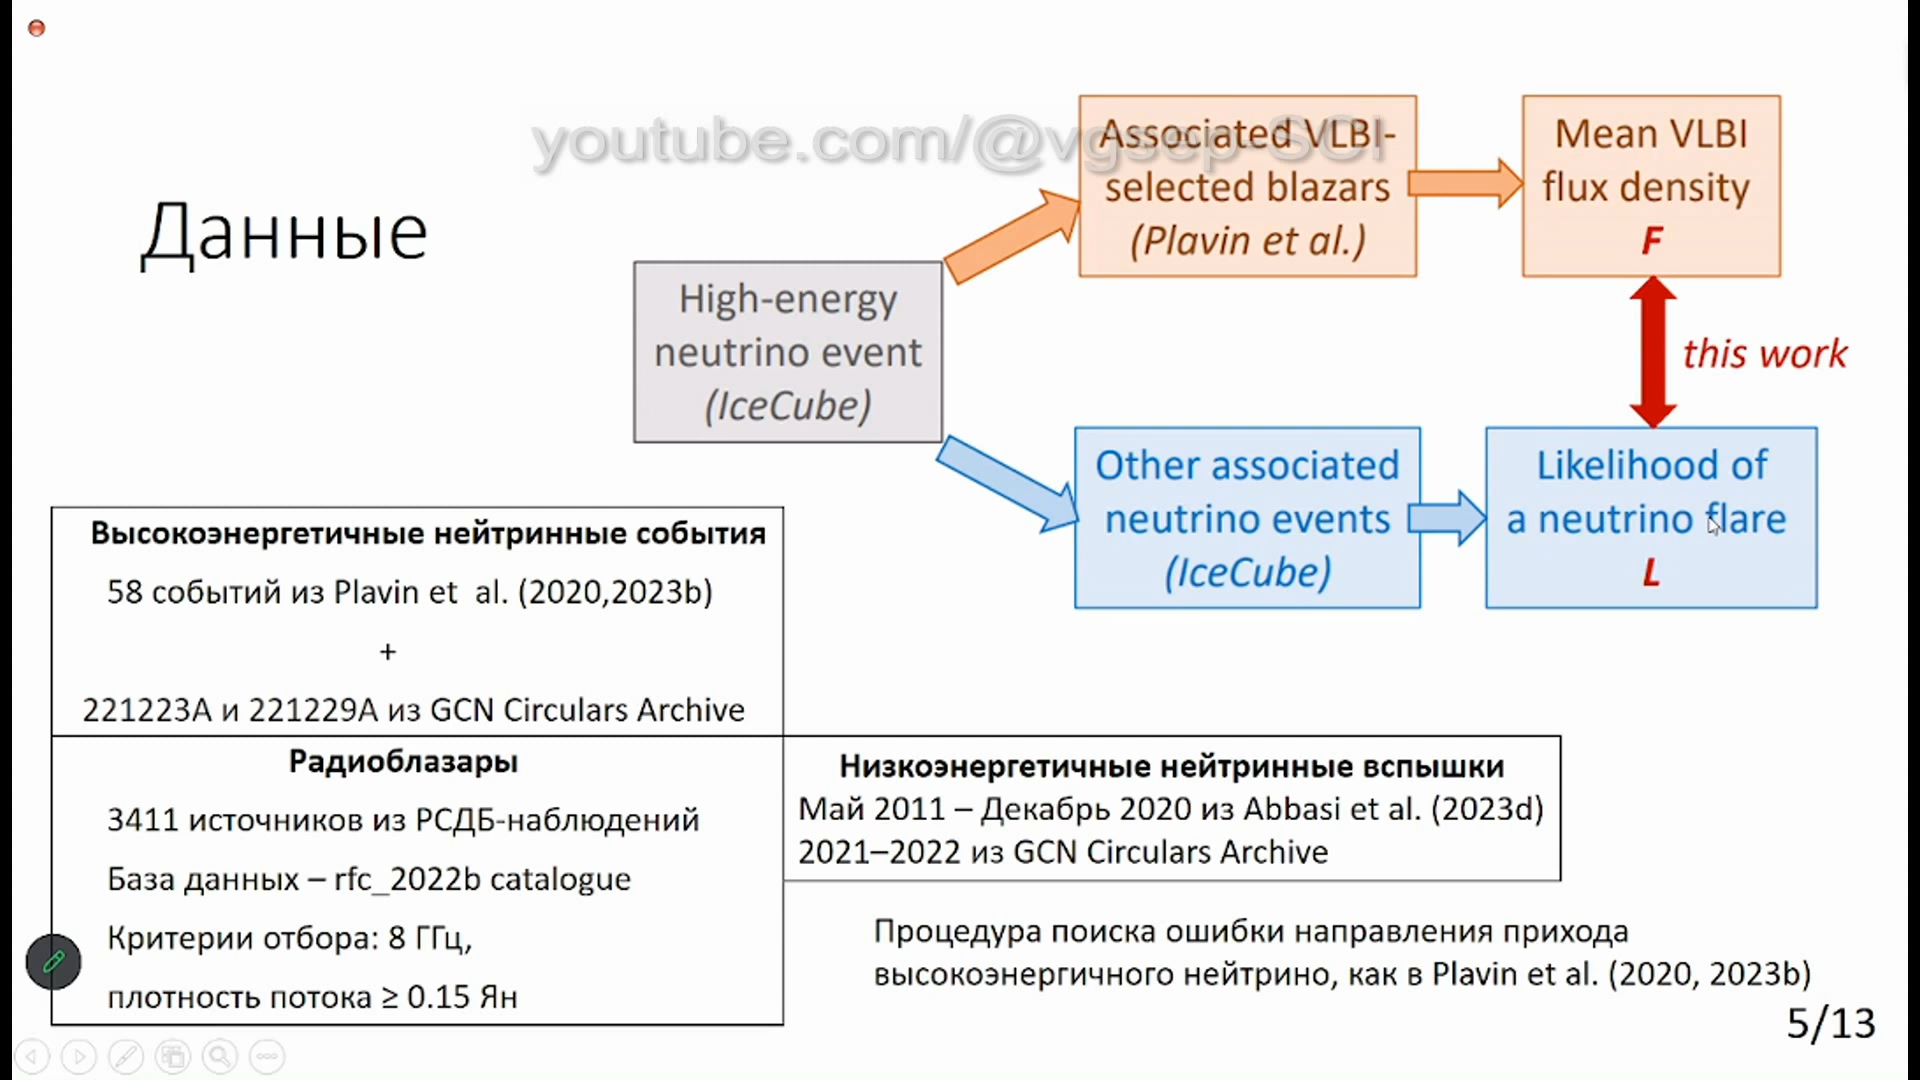 youtube.com/@vgsep-SCI
Данные
High-energy
neutrino event
(IceCube)
Associated VLBI-
selected blazars
(Plavin et al.)
Mean VLBI
flux density
F
this work
Other associated
neutrino events
(IceCube)
Likelihood of
a neutrino flare
L
Высокоэнергетичные нейтринные события
58 событий из Plavin et al. (2020,2023b)
+
221223A и 221229A из GCN Circulars Archive
Радиоблазары
3411 источников из РСДБ-наблюдений
База данных – rfc_2022b catalogue
Критерии отбора: 8 ГГц,
плотность потока ≥ 0.15 Ян
Низкоэнергетичные нейтринные вспышки
Май 2011 – Декабрь 2020 из Abbasi et al. (2023d)
2021–2022 из GCN Circulars Archive
Процедура поиска ошибки направления прихода
высокоэнергичного нейтрино, как в Plavin et al. (2020, 2023b)
5/13